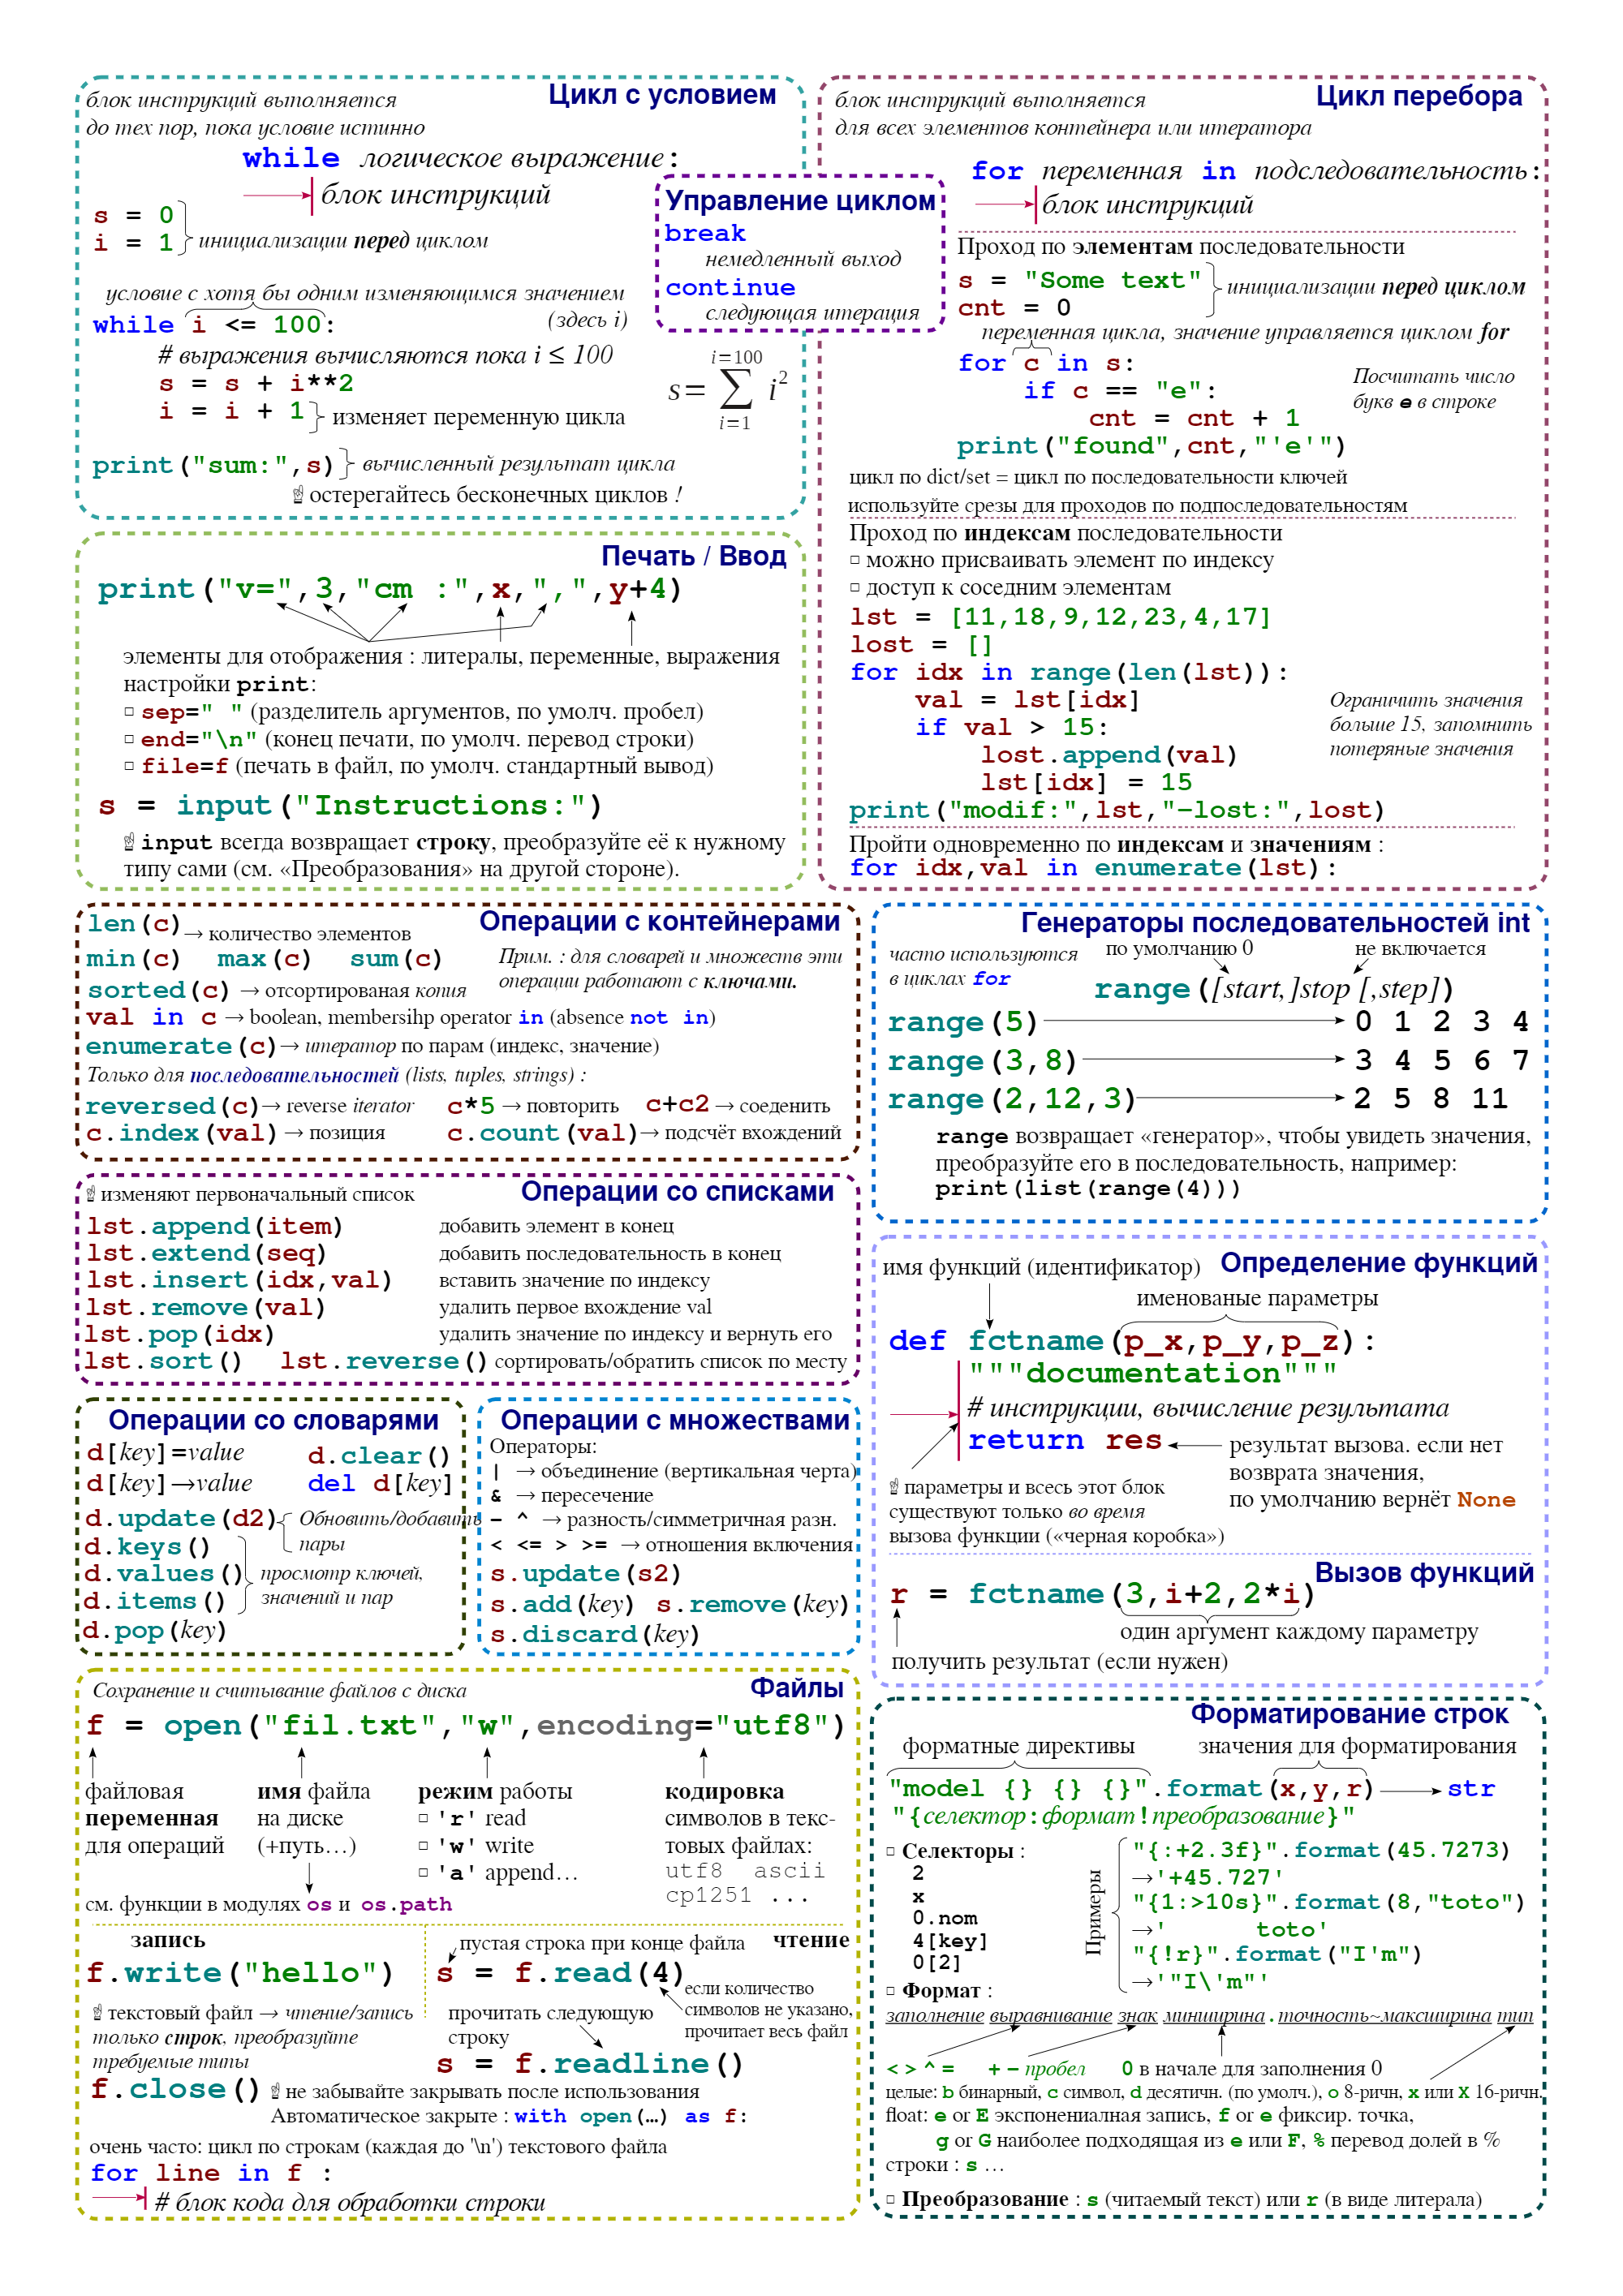 Цикл с условием
блок инструкций выполняется
до тех пор, пока условие истинно
while логическое выражение:
блок инструкций
s = 0
i = 1
инициализации перед циклом
условие с хотя бы одним изменяющимся значением
(здесь i)
while i <= 100:
# выражения вычисляются пока i ≤ 100
s = s + i**2
i = i + 1
изменяет переменную цикла
s= ∑ i²
i=100
i=1
print("sum:",s)
вычисленный результат цикла
☝ остерегайтесь бесконечных циклов !
Управление циклом
break
немедленный выход
continue
следующая итерация
Цикл перебора
блок инструкций выполняется
для всех элементов контейнера или итератора
for переменная in подследовательность:
блок инструкций
Проход по элементам последовательности
s = "Some text"
cnt = 0
инициализации перед циклом
переменная цикла, значение управляется циклом for
for c in s:
if c == "e":
cnt = cnt + 1
print("found",cnt,"'e'")
Посчитать число
букв e в строке
цикл по dict/set = цикл по последовательности ключей
используйте срезы для проходов по подпоследовательностям
Проход по индексам последовательности
□ можно присваивать элемент по индексу
□ доступ к соседним элементам
lst = [11,18,9,12,23,4,17]
lost = []
for idx in range(len(lst)):
val = lst[idx]
if val > 15:
lost.append(val)
lst[idx] = 15
print("modif:",lst,"-lost:",lost)
Ограничить значения
больше 15, запомнить
потеряные значения
Пройти одновременно по индексам и значениям :
for idx,val in enumerate(lst):
Печать / Ввод
print("v=",3,"cm :",x,",",y+4)
элементы для отображения : литералы, переменные, выражения
настройки print:
□ sep=" " (разделитель аргументов, по умолч. пробел)
□ end="\n" (конец печати, по умолч. перевод строки)
□ file=f (печать в файл, по умолч. стандартный вывод)
s = input("Instructions:")
☝ input всегда возвращает строку, преобразуйте её к нужному
типу сами (см. «Преобразования» на другой стороне).
Операции с контейнерами
len(c) → количество элементов
min(c) max(c) sum(c)
Прим. : для словарей и множеств эти
операции работают с ключами.
sorted(c) → отсортированая копия
val in c → boolean, membersihp operator in (absence not in)
enumerate(c) → итератор по парам (индекс, значение)
Только для последовательностей (lists, tuples, strings) :
reversed(c) → reverse iterator c*5 → повторить c+c2 → соеденить
c.index(val) → позиция c.count(val) → подсчёт вхождений
Генераторы последовательностей int
часто используются
в циклах for
по умолчанию 0
не включается
range([start,]stop [,step])
range(5) 0 1 2 3 4
range(3,8) 3 4 5 6 7
range(2,12,3) 2 5 8 11
range возвращает «генератор», чтобы увидеть значения,
преобразуйте его в последовательность, например:
print(list(range(4)))
Операции со списками
☝ изменяют первоначальный список
lst.append(item) добавить элемент в конец
lst.extend(seq) добавить последовательность в конец
lst.insert(idx,val) вставить значение по индексу
lst.remove(val) удалить первое вхождение val
lst.pop(idx) удалить значение по индексу и вернуть его
lst.sort() lst.reverse() сортировать/обратить список по месту
Определение функций
имя функций (идентификатор)
именованые параметры
def fctname(p_x,p_y,p_z):
"""documentation"""
# инструкции, вычисление результата
return res
результат вызова. если нет
возврата значения,
по умолчанию вернёт None
☝ параметры и всесь этот блок
существуют только во время
вызова функции («черная коробка»)
Вызов функций
r = fctname(3,i+2,2*i)
один аргумент каждому параметру
получить результат (если нужен)
Операции со словарями
d[key]=value d.clear()
d[key]→value del d[key]
d.update(d2)
Обновить/добавить
пары
d.keys()
d.values()
d.items()
просмотр ключей,
значений и пар
d.pop(key)
Операции с множествами
Операторы:
| → объединение (вертикальная черта)
& → пересечение
- ^ → разность/симметричная разн.
< <= > >= → отношения включения
s.update(s2)
s.add(key) s.remove(key)
s.discard(key)
Файлы
Сохранение и считывание файлов с диска
f = open("fil.txt","w",encoding="utf8")
файловая
переменная
для операций
имя файла
на диске
(+путь…)
режим работы
□ 'r' read
□ 'w' write
□ 'a' append…
кодировка
символов в текс-
товых файлах:
utf8 ascii
cp1251 ...
см. функции в модулях os и os.path
запись
f.write("hello")
☝ текстовый файл → чтение/запись
только строк, преобразуйте
требуемые типы
чтение
пустая строка при конце файла
s = f.read(4)
если количество
символов не указано,
прочитает весь файл
прочитать следующую
строку
s = f.readline()
f.close() ☝ не забывайте закрывать после использования
Автоматическое закрыте : with open(…) as f:
очень часто: цикл по строкам (каждая до '\n') текстового файла
for line in f :
# блок кода для обработки строки
Форматирование строк
форматные директивы
значения для форматирования
"model {} {} {}".format(x,y,r) str
"{селектор:формат!преобразование}"
□ Селекторы :
2
x
0.nom
4[key]
0[2]
Примеры
"{:+2.3f}".format(45.7273)
→'+45.727'
"{1:>10s}".format(8,"toto")
→'      toto'
"{!r}".format("I'm")
→'"I\'m"'
□ Формат :
заполнение выравнивание знак минширина.точность~максширина тип
< > ^ = + - пробел 0 в начале для заполнения 0
целые: b бинарный, c символ, d десятичн. (по умолч.), o 8-ричн, x или X 16-ричн.
float: e or E экспонениалная запись, f or e фиксир. точка,
g or G наиболее подходящая из e или F, % перевод долей в %
строки : s …
□ Преобразование : s (читаемый текст) или r (в виде литерала)